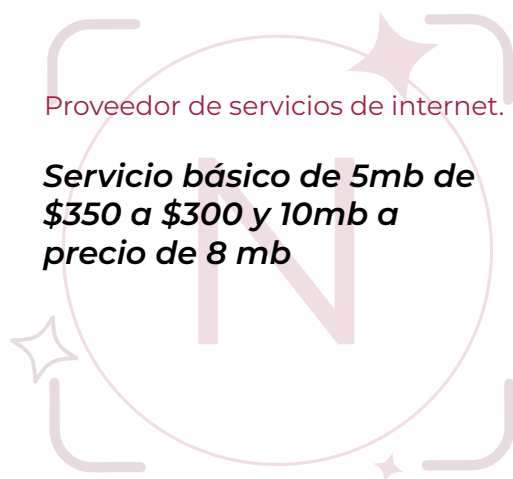 Proveedor de servicios de internet.
Servicio básico de 5mb de
$350 a $300 y 10mb a
precio de 8 mb
N